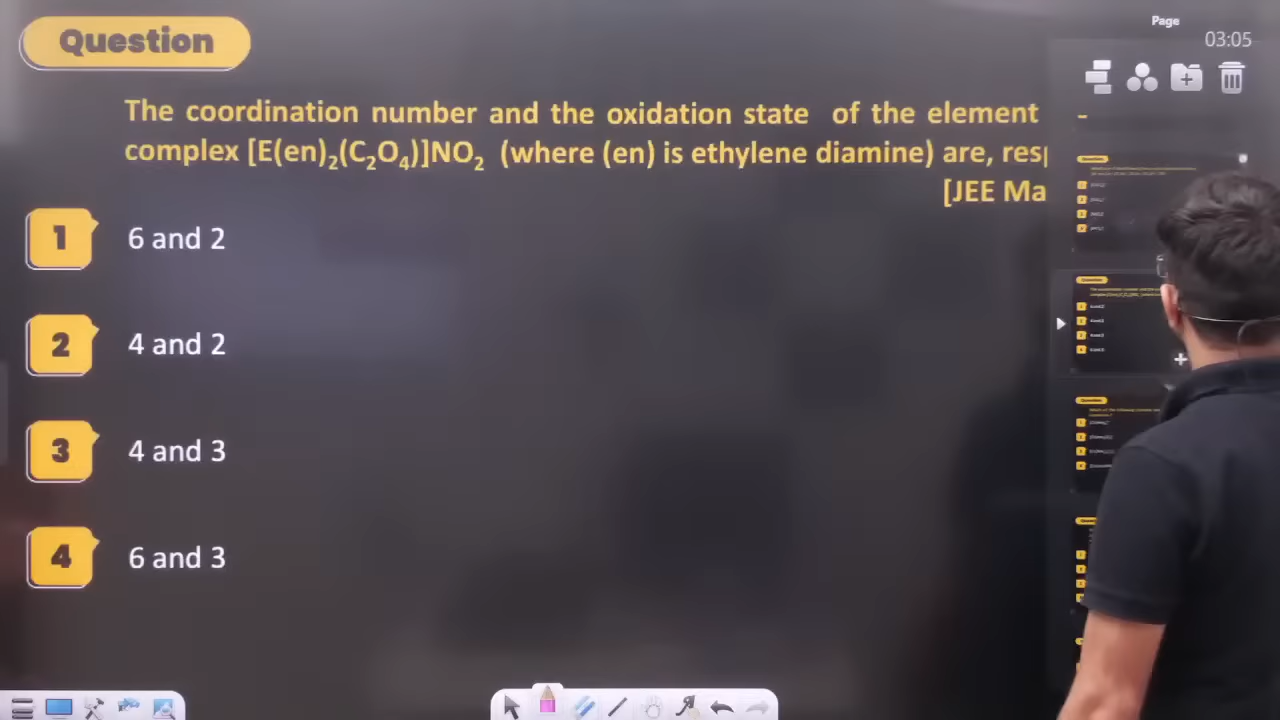 Page
03:05
Question
The coordination number and the oxidation state of the element
complex [E(en)₂(C₂O₄)]NO₂ (where (en) is ethylene diamine) are,
[JEE
1 6 and 2
2 4 and 2
3 4 and 3
4 6 and 3